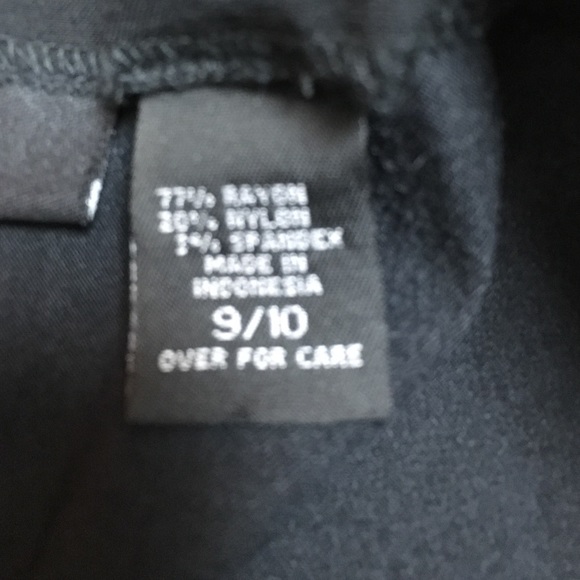 77% RAYON
20% NYLON
3% SPANDEX
MADE IN
INDONESIA
9/10
OVER FOR CARE